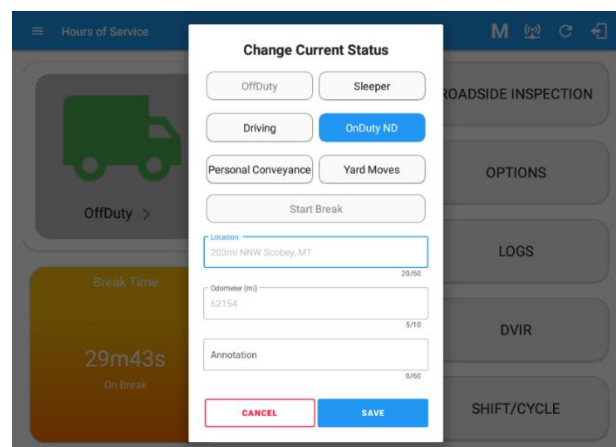 Hours of Service
M
Change Current Status
OffDuty
Sleeper
Driving
OnDuty ND
Personal Conveyance
Yard Moves
Start Break
Location:
203mi NNW Scobey, MT
20/60
Odometer (mi)
62154
5/10
Annotation
0/60
CANCEL
SAVE
OffDuty >
Break Time
29m43s
On Break
ROADSIDE INSPECTION
OPTIONS
LOGS
DVIR
SHIFT/CYCLE